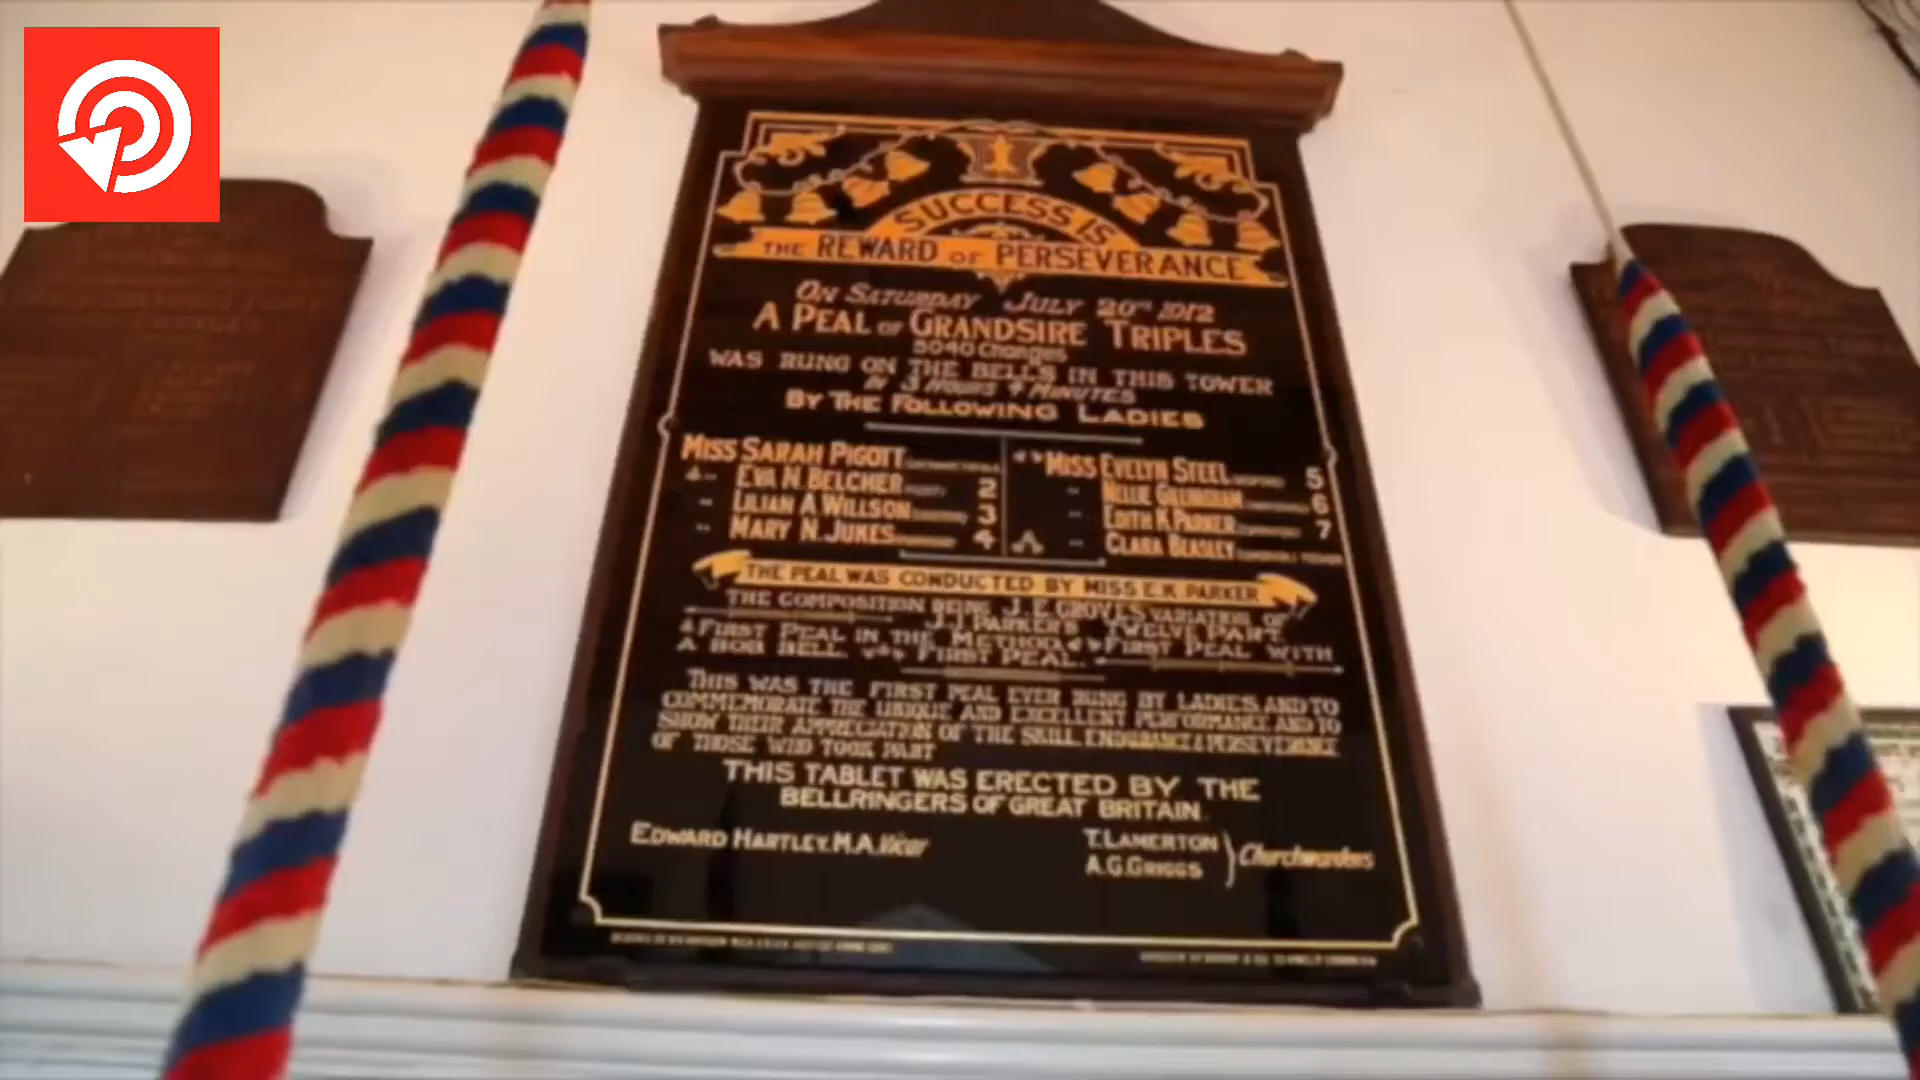 SUCCESS IS
THE REWARD OF PERSEVERANCE
ON SATURDAY JULY 20TH 1912
A PEAL OF GRANDSIRE TRIPLES
5040 Changes
WAS RUNG ON THE BELLS IN THIS TOWER
IN 3 HOURS 4 MINUTES
BY THE FOLLOWING LADIES
MISS SARAH PIGOTT
EVA N. BELCHER 2
LILIAN A WILLSON 3
MARY N. JUKES 4
MISS EVELYN STEEL 5
NELLIE GILLINGHAM 6
EDITH K PARKER 7
CLARA BEASLEY
THE PEAL WAS CONDUCTED BY MISS E.K. PARKER
THE COMPOSITION BEING J.E. GROVES VARIATION OF
J.J. PARKER'S TWELVE PART
FIRST PEAL IN THE METHOD FIRST PEAL WITH
A BOB BELL FIRST PEAL.
THIS WAS THE FIRST PEAL EVER RUNG BY LADIES, AND TO
COMMEMORATE THE UNIQUE AND EXCELLENT PERFORMANCE AND TO
SHOW THEIR APPRECIATION OF THE SKILL ENDURANCE & PERSEVERANCE
OF THOSE WHO TOOK PART
THIS TABLET WAS ERECTED BY THE
BELLRINGERS OF GREAT BRITAIN.
EDWARD HARTLEY. M.A. Vicar
T. LAMERTON
A.G. GRIGGS
Churchwardens